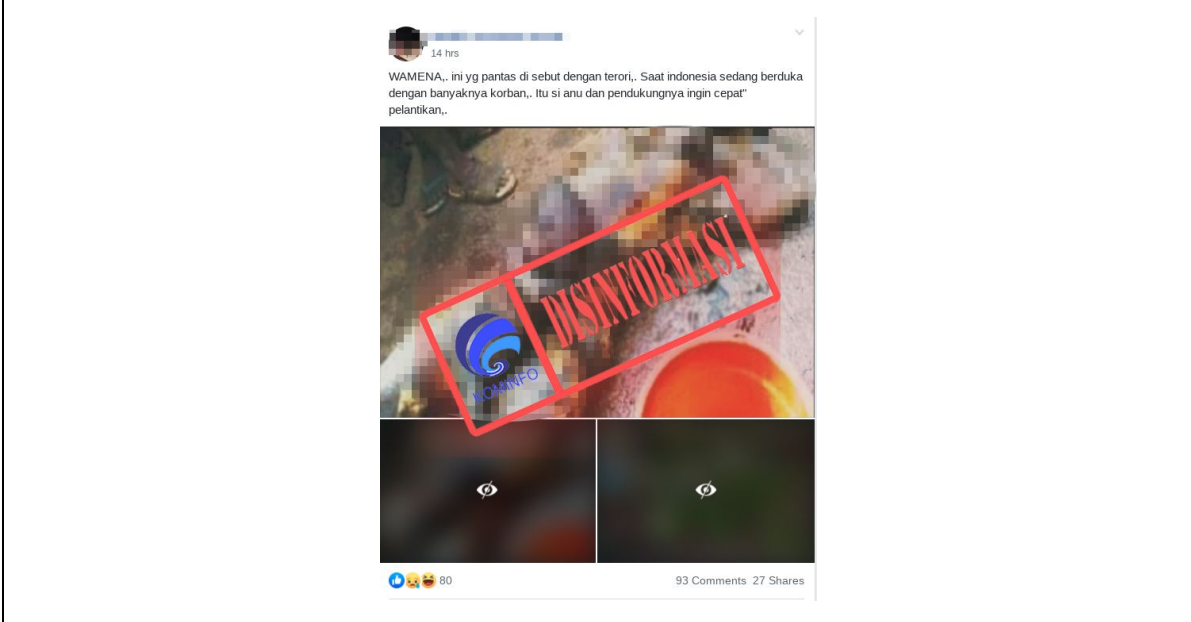 14 hrs
WAMENA,. ini yg pantas di sebut dengan terori,. Saat indonesia sedang berduka
dengan banyaknya korban,. Itu si anu dan pendukungnya ingin cepat"
pelantikan,.
DISINFORMASI
KOMINFO
80
93 Comments 27 Shares